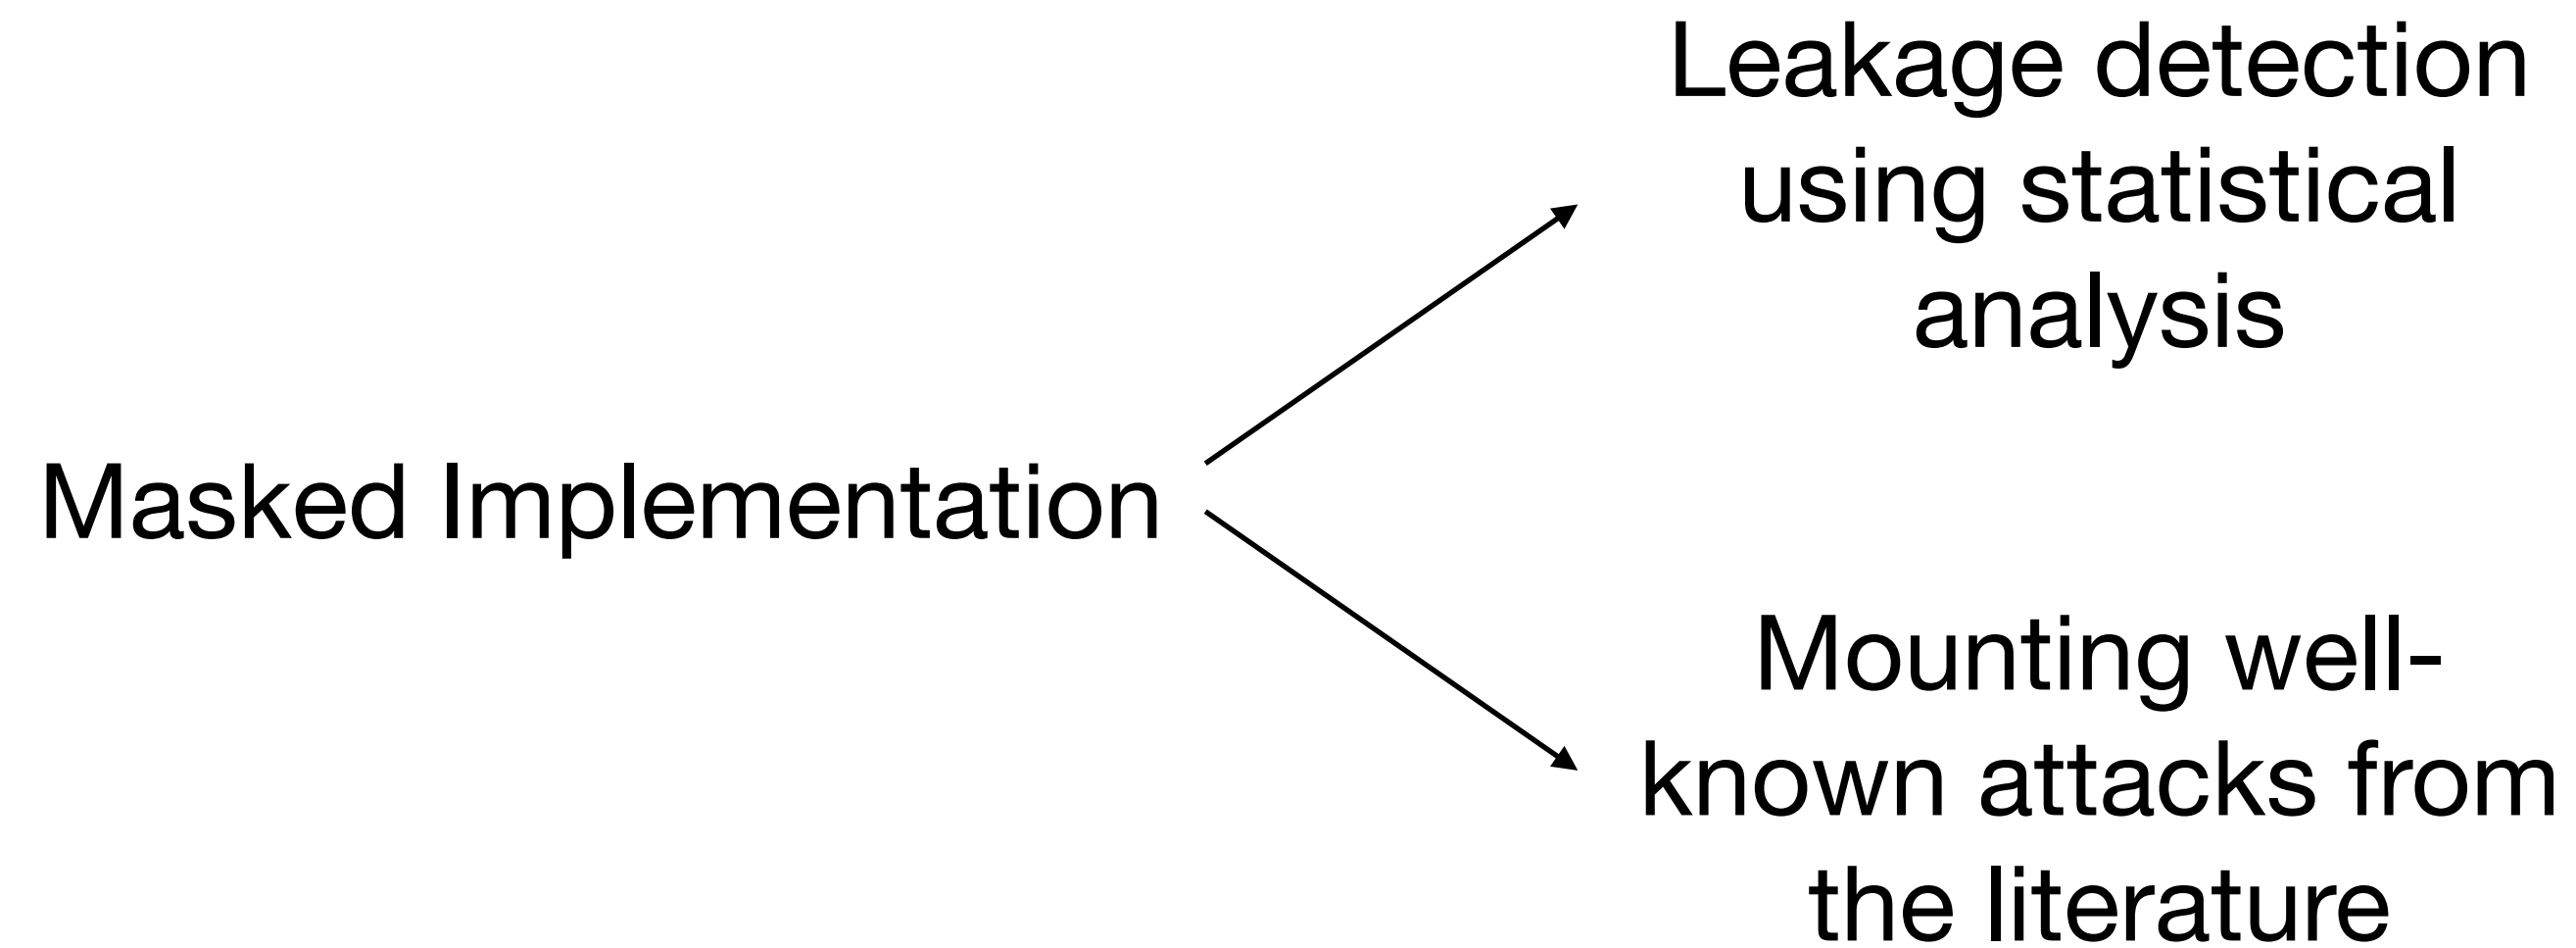 Masked Implementation
Leakage detection
using statistical
analysis
Mounting well-
known attacks from
the literature